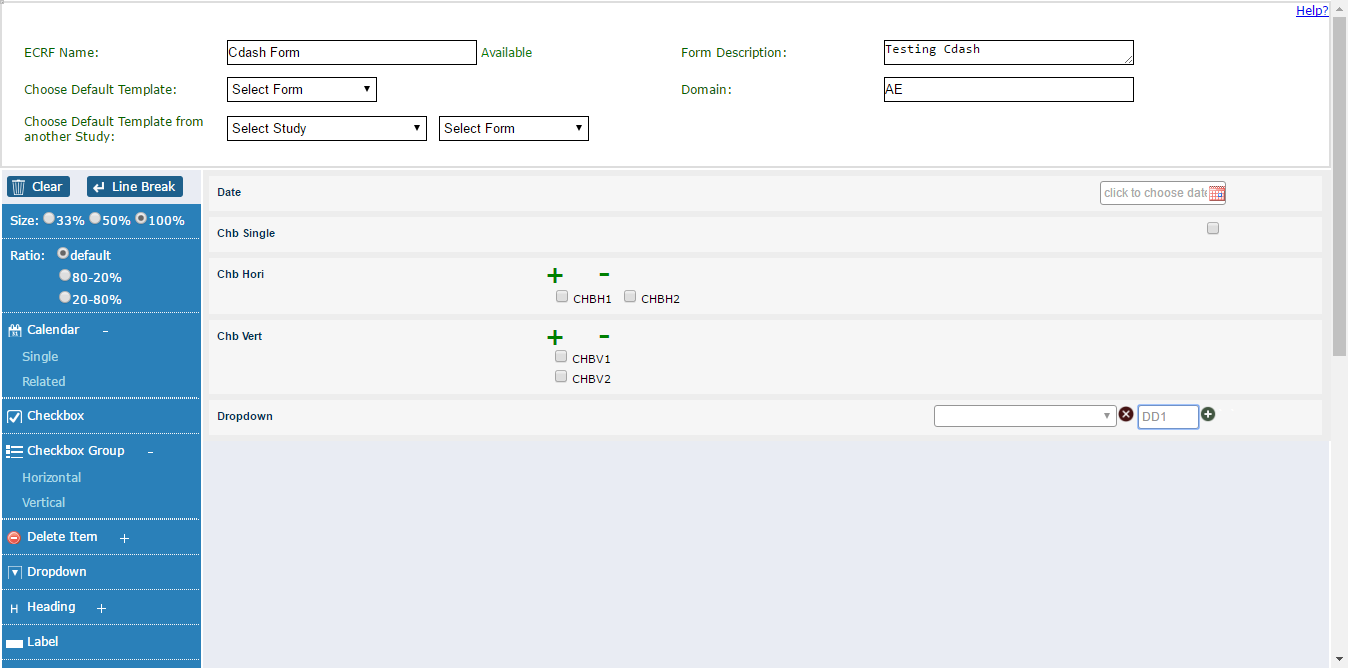 Help?
ECRF Name: Cdash Form Available Form Description: Testing Cdash
Choose Default Template: Select Form Domain: AE
Choose Default Template from another Study: Select Study Select Form
Clear Line Break
Size: 33% 50% 100%
Ratio: default
80-20%
20-80%
Calendar -
Single
Related
Checkbox
Checkbox Group -
Horizontal
Vertical
Delete Item +
Dropdown
H Heading +
Label
Date click to choose date
Chb Single
Chb Hori + -
CHBH1 CHBH2
Chb Vert + -
CHBV1
CHBV2
Dropdown DD1